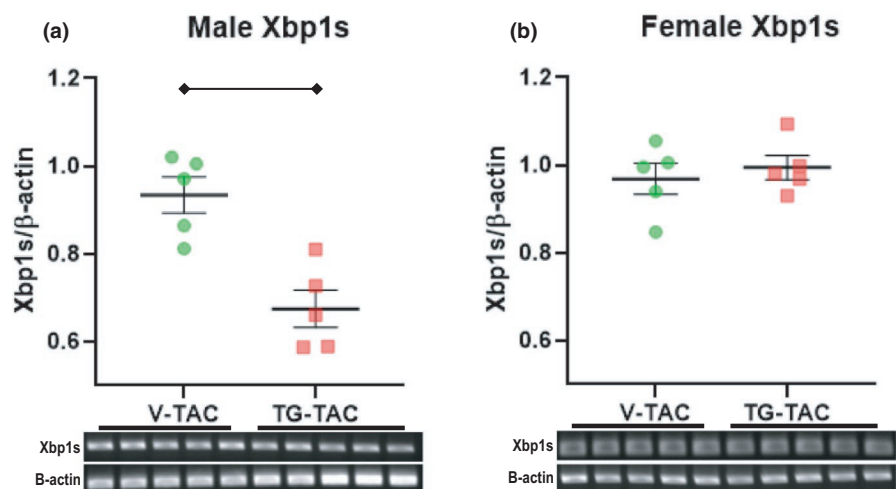 (a) Male Xbp1s
Xbp1s/β-actin
1.2
1.0
0.8
0.6
V-TAC TG-TAC
Xbp1s
B-actin
(b) Female Xbp1s
Xbp1s/β-actin
1.2
1.0
0.8
0.6
V-TAC TG-TAC
Xbp1s
B-actin